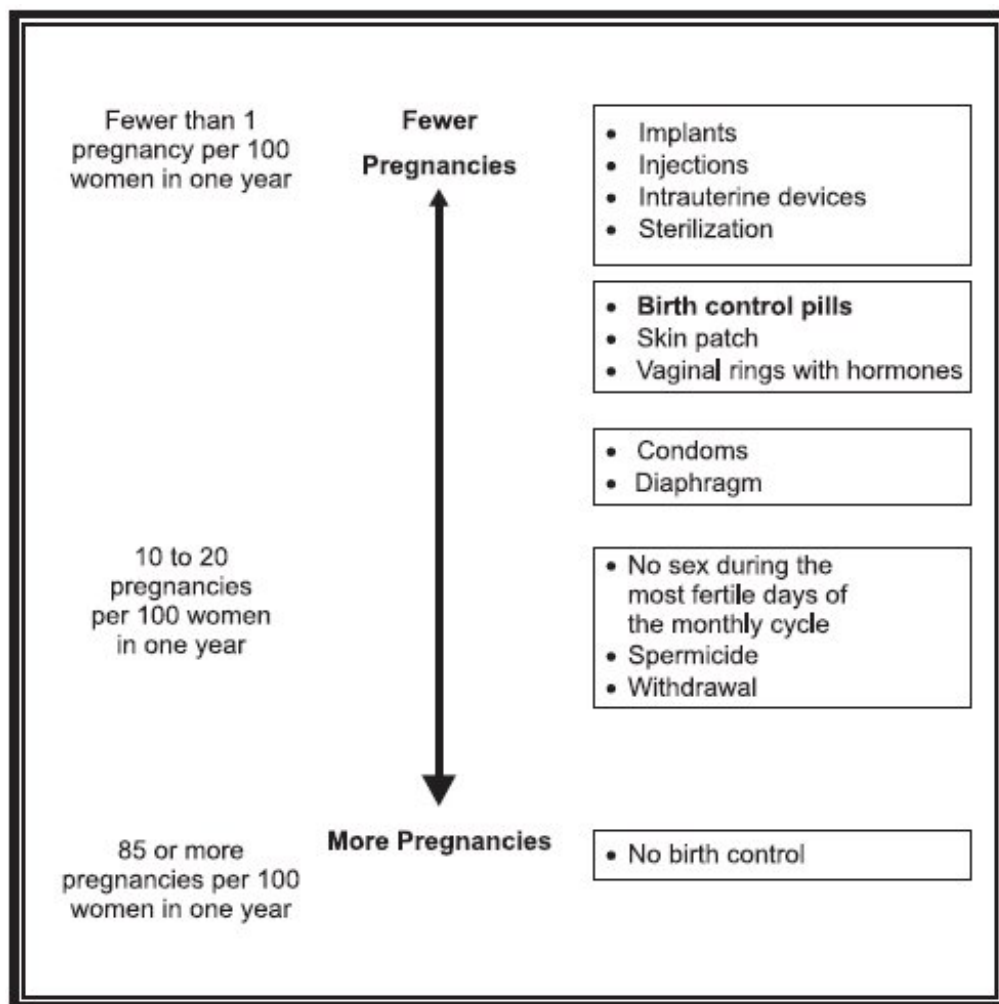 Fewer than 1
pregnancy per 100
women in one year
Fewer
Pregnancies
• Implants
• Injections
• Intrauterine devices
• Sterilization
• Birth control pills
• Skin patch
• Vaginal rings with hormones
• Condoms
• Diaphragm
10 to 20
pregnancies
per 100 women
in one year
• No sex during the
most fertile days of
the monthly cycle
• Spermicide
• Withdrawal
85 or more
pregnancies per 100
women in one year
More Pregnancies
• No birth control